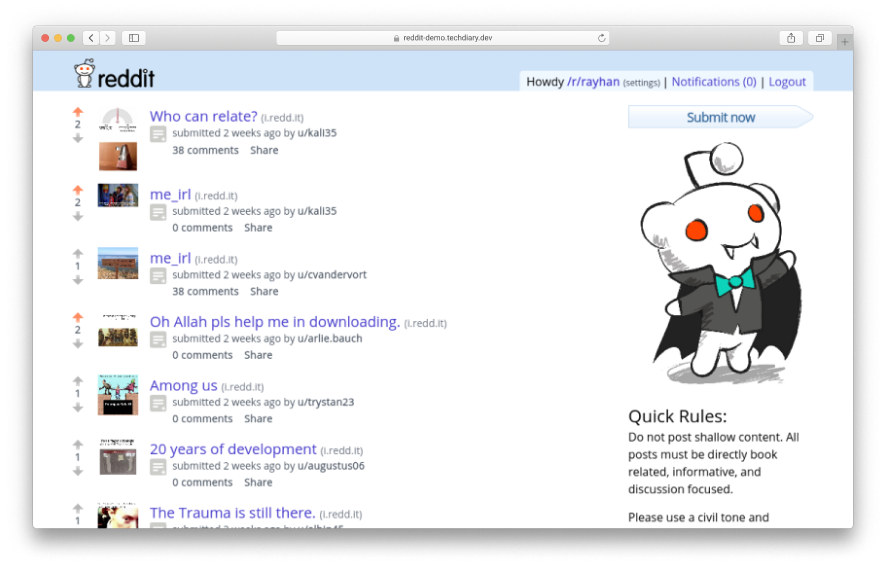 reddit-demo.techdiary.dev
reddit
Howdy /r/rayhan (settings) | Notifications (0) | Logout
2
Who can relate? (i.redd.it)
submitted 2 weeks ago by u/kali35
38 comments Share
2
me_irl (i.redd.it)
submitted 2 weeks ago by u/kali35
0 comments Share
1
me_irl (i.redd.it)
submitted 2 weeks ago by u/cvandervort
38 comments Share
2
Oh Allah pls help me in downloading. (i.redd.it)
submitted 2 weeks ago by u/arlie.bauch
0 comments Share
1
Among us (i.redd.it)
submitted 2 weeks ago by u/trystan23
0 comments Share
1
20 years of development (i.redd.it)
submitted 2 weeks ago by u/augustus06
0 comments Share
1
The Trauma is still there. (i.redd.it)
submitted 2 weeks ago by
Submit now
Quick Rules:
Do not post shallow content. All
posts must be directly book
related, informative, and
discussion focused.
Please use a civil tone and